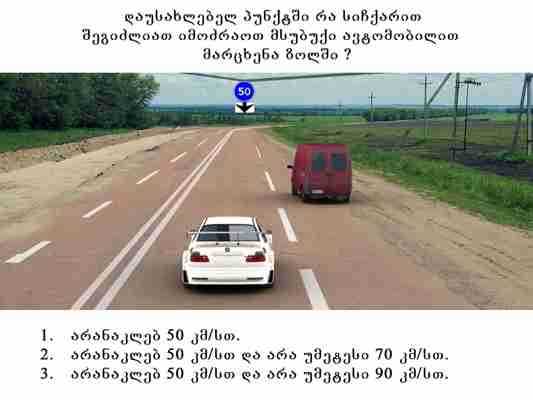 დაუსახლებელ პუნქტში რა სიჩქარით
შეგიძლიათ იმოძრაოთ მსუბუქი ავტომობილით
მარცხენა ზოლში ?
50
1. არანაკლებ 50 კმ/სთ.
2. არანაკლებ 50 კმ/სთ და არა უმეტესი 70 კმ/სთ.
3. არანაკლებ 50 კმ/სთ და არა უმეტესი 90 კმ/სთ.